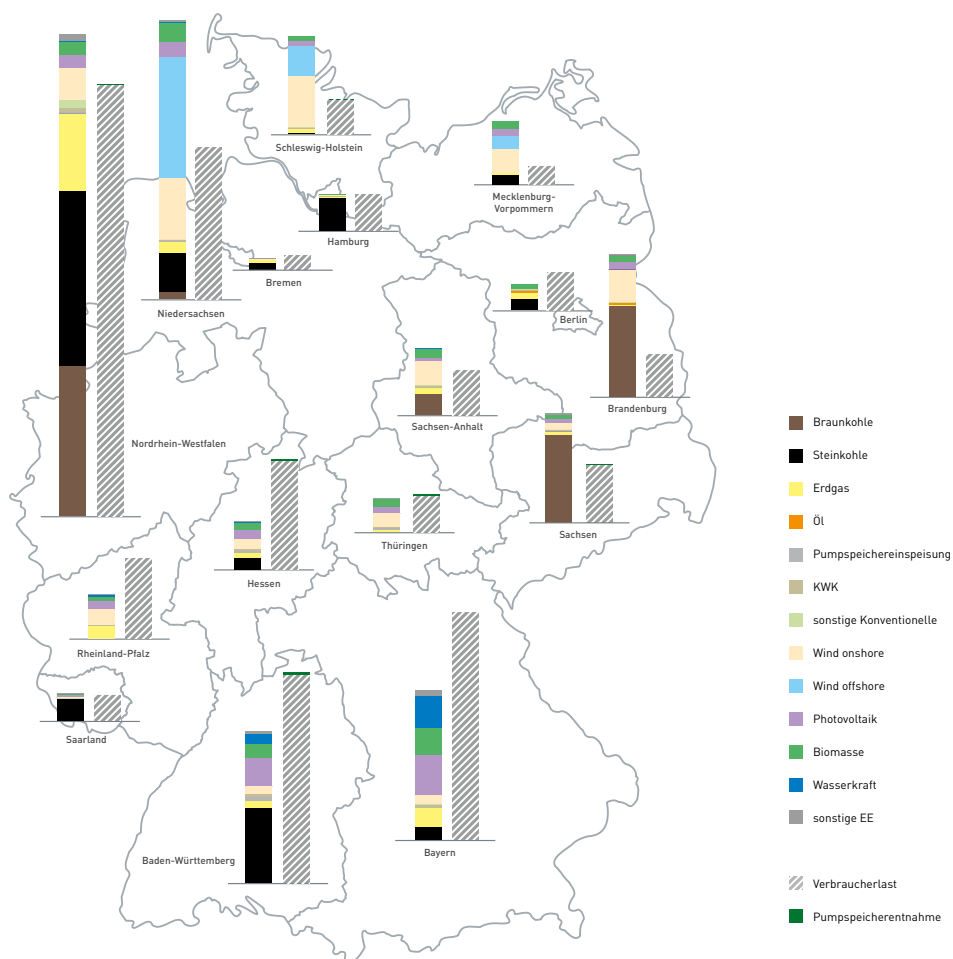 Schleswig-Holstein
Mecklenburg-
Vorpommern
Hamburg
Bremen
Niedersachsen
Berlin
Brandenburg
Sachsen-Anhalt
Nordrhein-Westfalen
Sachsen
Thüringen
Hessen
Rheinland-Pfalz
Saarland
Baden-Württemberg
Bayern
Braunkohle
Steinkohle
Erdgas
Öl
Pumpspeichereinspeisung
KWK
sonstige Konventionelle
Wind onshore
Wind offshore
Photovoltaik
Biomasse
Wasserkraft
sonstige EE
Verbraucherlast
Pumpspeicherentnahme